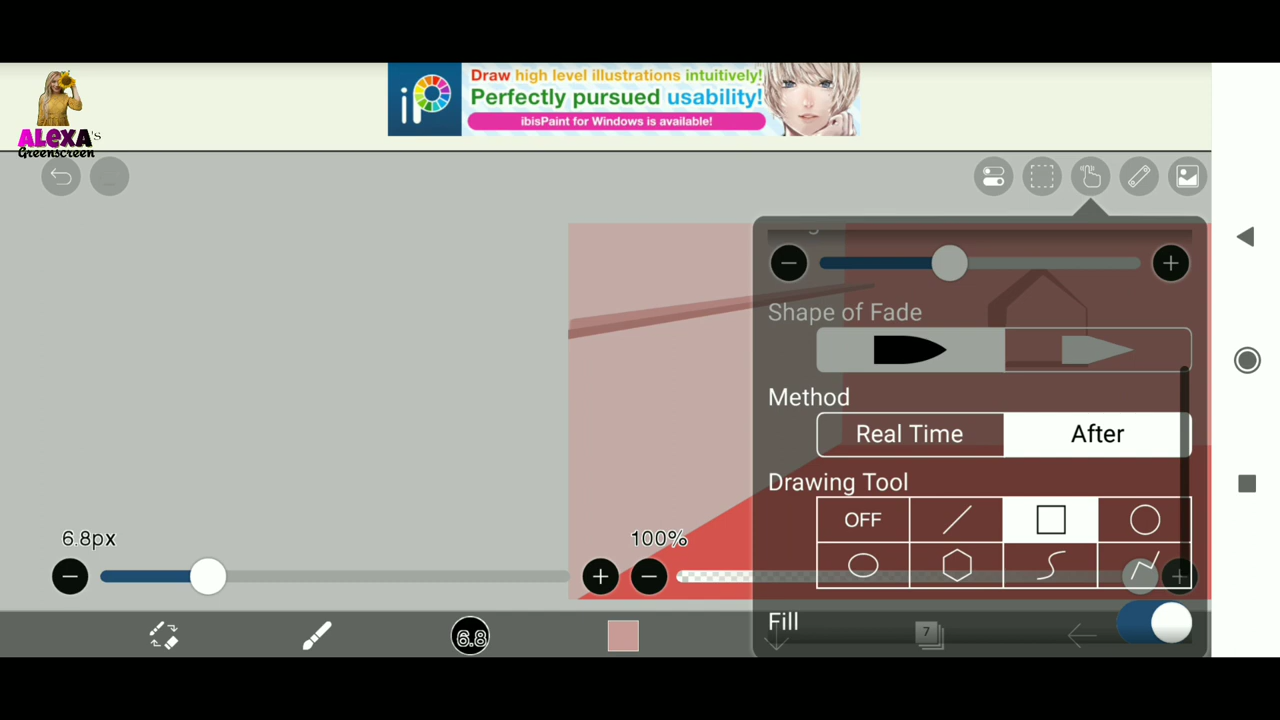 Draw high level illustrations intuitively!
Perfectly pursued usability!
ibisPaint for Windows is available!
iP
ALEXA's
Greenscreen
Shape of Fade
Method
Real Time
After
Drawing Tool
OFF
6.8px
100%
Fill
6.8
7